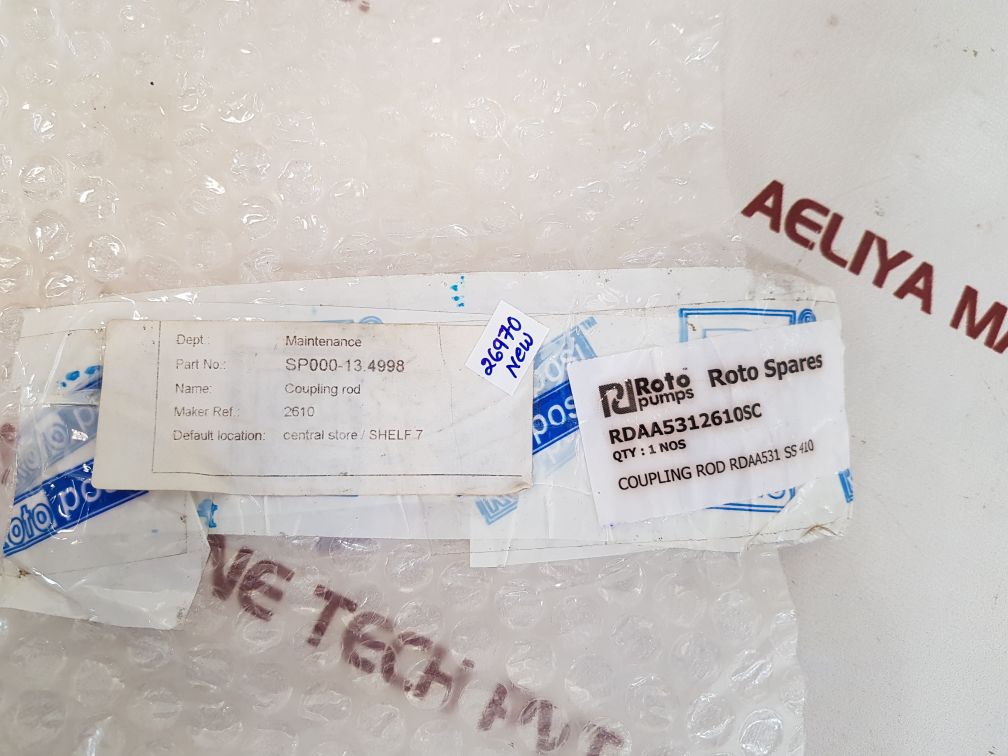 AELIYA MA
Dept : Maintenance
Part No.: SP000-13.4998
Name: Coupling rod
Maker Ref.: 2610
Default location: central store / SHELF 7
26970
New
Roto pumps
Roto Spares
RDAA5312610SC
QTY : 1 NOS
COUPLING ROD RDAA531 SS 410
NE TECH PVT